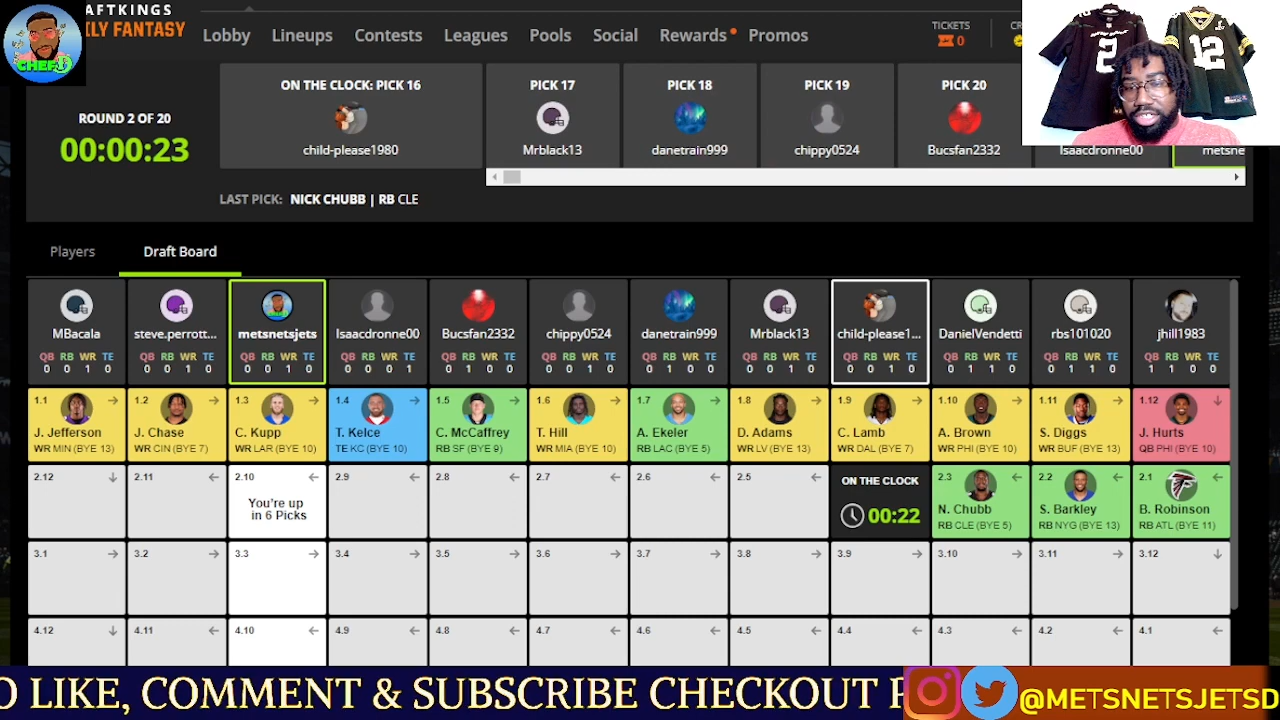 AFTKINGS
ILY FANTASY
CHEF
Lobby Lineups Contests Leagues Pools Social Rewards Promos
TICKETS
0
2 12
ROUND 2 OF 20
00:00:23
ON THE CLOCK: PICK 16
child-please1980
PICK 17
Mrblack13
PICK 18
danetrain999
PICK 19
chippy0524
PICK 20
Bucsfan2332
Isaacdronne00
metsne
LAST PICK: NICK CHUBB | RB CLE
Players Draft Board
MBacala steve.perrott... metsnetsjets Isaacdronne00 Bucsfan2332 chippy0524 danetrain999 Mrblack13 child-please1... DanielVendetti rbs101020 jhill1983
QB RB WR TE QB RB WR TE QB RB WR TE QB RB WR TE QB RB WR TE QB RB WR TE QB RB WR TE QB RB WR TE QB RB WR TE QB RB WR TE QB RB WR TE QB RB WR TE
0 0 1 0 0 0 1 0 0 0 1 0 0 0 0 1 0 1 0 0 0 0 1 0 0 1 0 0 0 0 1 0 0 0 1 0 0 1 1 0 0 1 1 0 1 1 0 0
1.1 1.2 1.3 1.4 1.5 1.6 1.7 1.8 1.9 1.10 1.11 1.12
J. Jefferson J. Chase C. Kupp T. Kelce C. McCaffrey T. Hill A. Ekeler D. Adams C. Lamb A. Brown S. Diggs J. Hurts
WR MIN (BYE 13) WR CIN (BYE 7) WR LAR (BYE 10) TE KC (BYE 10) RB SF (BYE 9) WR MIA (BYE 10) RB LAC (BYE 5) WR LV (BYE 13) WR DAL (BYE 7) WR PHI (BYE 10) WR BUF (BYE 13) QB PHI (BYE 10)
2.12 2.11 2.10 2.9 2.8 2.7 2.6 2.5 ON THE CLOCK 2.3 2.2 2.1
You're up
in 6 Picks
00:22
N. Chubb S. Barkley B. Robinson
RB CLE (BYE 5) RB NYG (BYE 13) RB ATL (BYE 11)
3.1 3.2 3.3 3.4 3.5 3.6 3.7 3.8 3.9 3.10 3.11 3.12
4.12 4.11 4.10 4.9 4.8 4.7 4.6 4.5 4.4 4.3 4.2 4.1
O LIKE, COMMENT & SUBSCRIBE CHECKOUT
@METSNETSJETSD